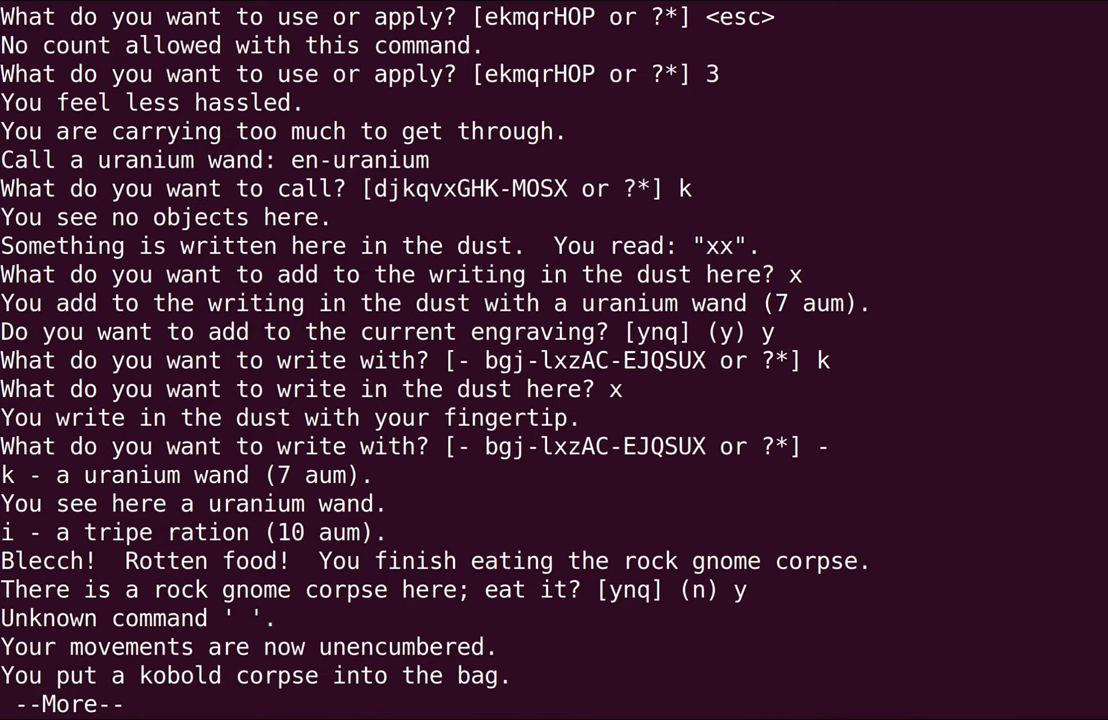 What do you want to use or apply? [ekmqrHOP or ?*] <esc>
No count allowed with this command.
What do you want to use or apply? [ekmqrHOP or ?*] 3
You feel less hassled.
You are carrying too much to get through.
Call a uranium wand: en-uranium
What do you want to call? [djkqvxGHK-MOSX or ?*] k
You see no objects here.
Something is written here in the dust.  You read: "xx".
What do you want to add to the writing in the dust here? x
You add to the writing in the dust with a uranium wand (7 aum).
Do you want to add to the current engraving? [ynq] (y) y
What do you want to write with? [- bgj-lxzAC-EJQSUX or ?*] k
What do you want to write in the dust here? x
You write in the dust with your fingertip.
What do you want to write with? [- bgj-lxzAC-EJQSUX or ?*] -
k - a uranium wand (7 aum).
You see here a uranium wand.
i - a tripe ration (10 aum).
Blecch!  Rotten food!  You finish eating the rock gnome corpse.
There is a rock gnome corpse here; eat it? [ynq] (n) y
Unknown command ' '.
Your movements are now unencumbered.
You put a kobold corpse into the bag.
--More--